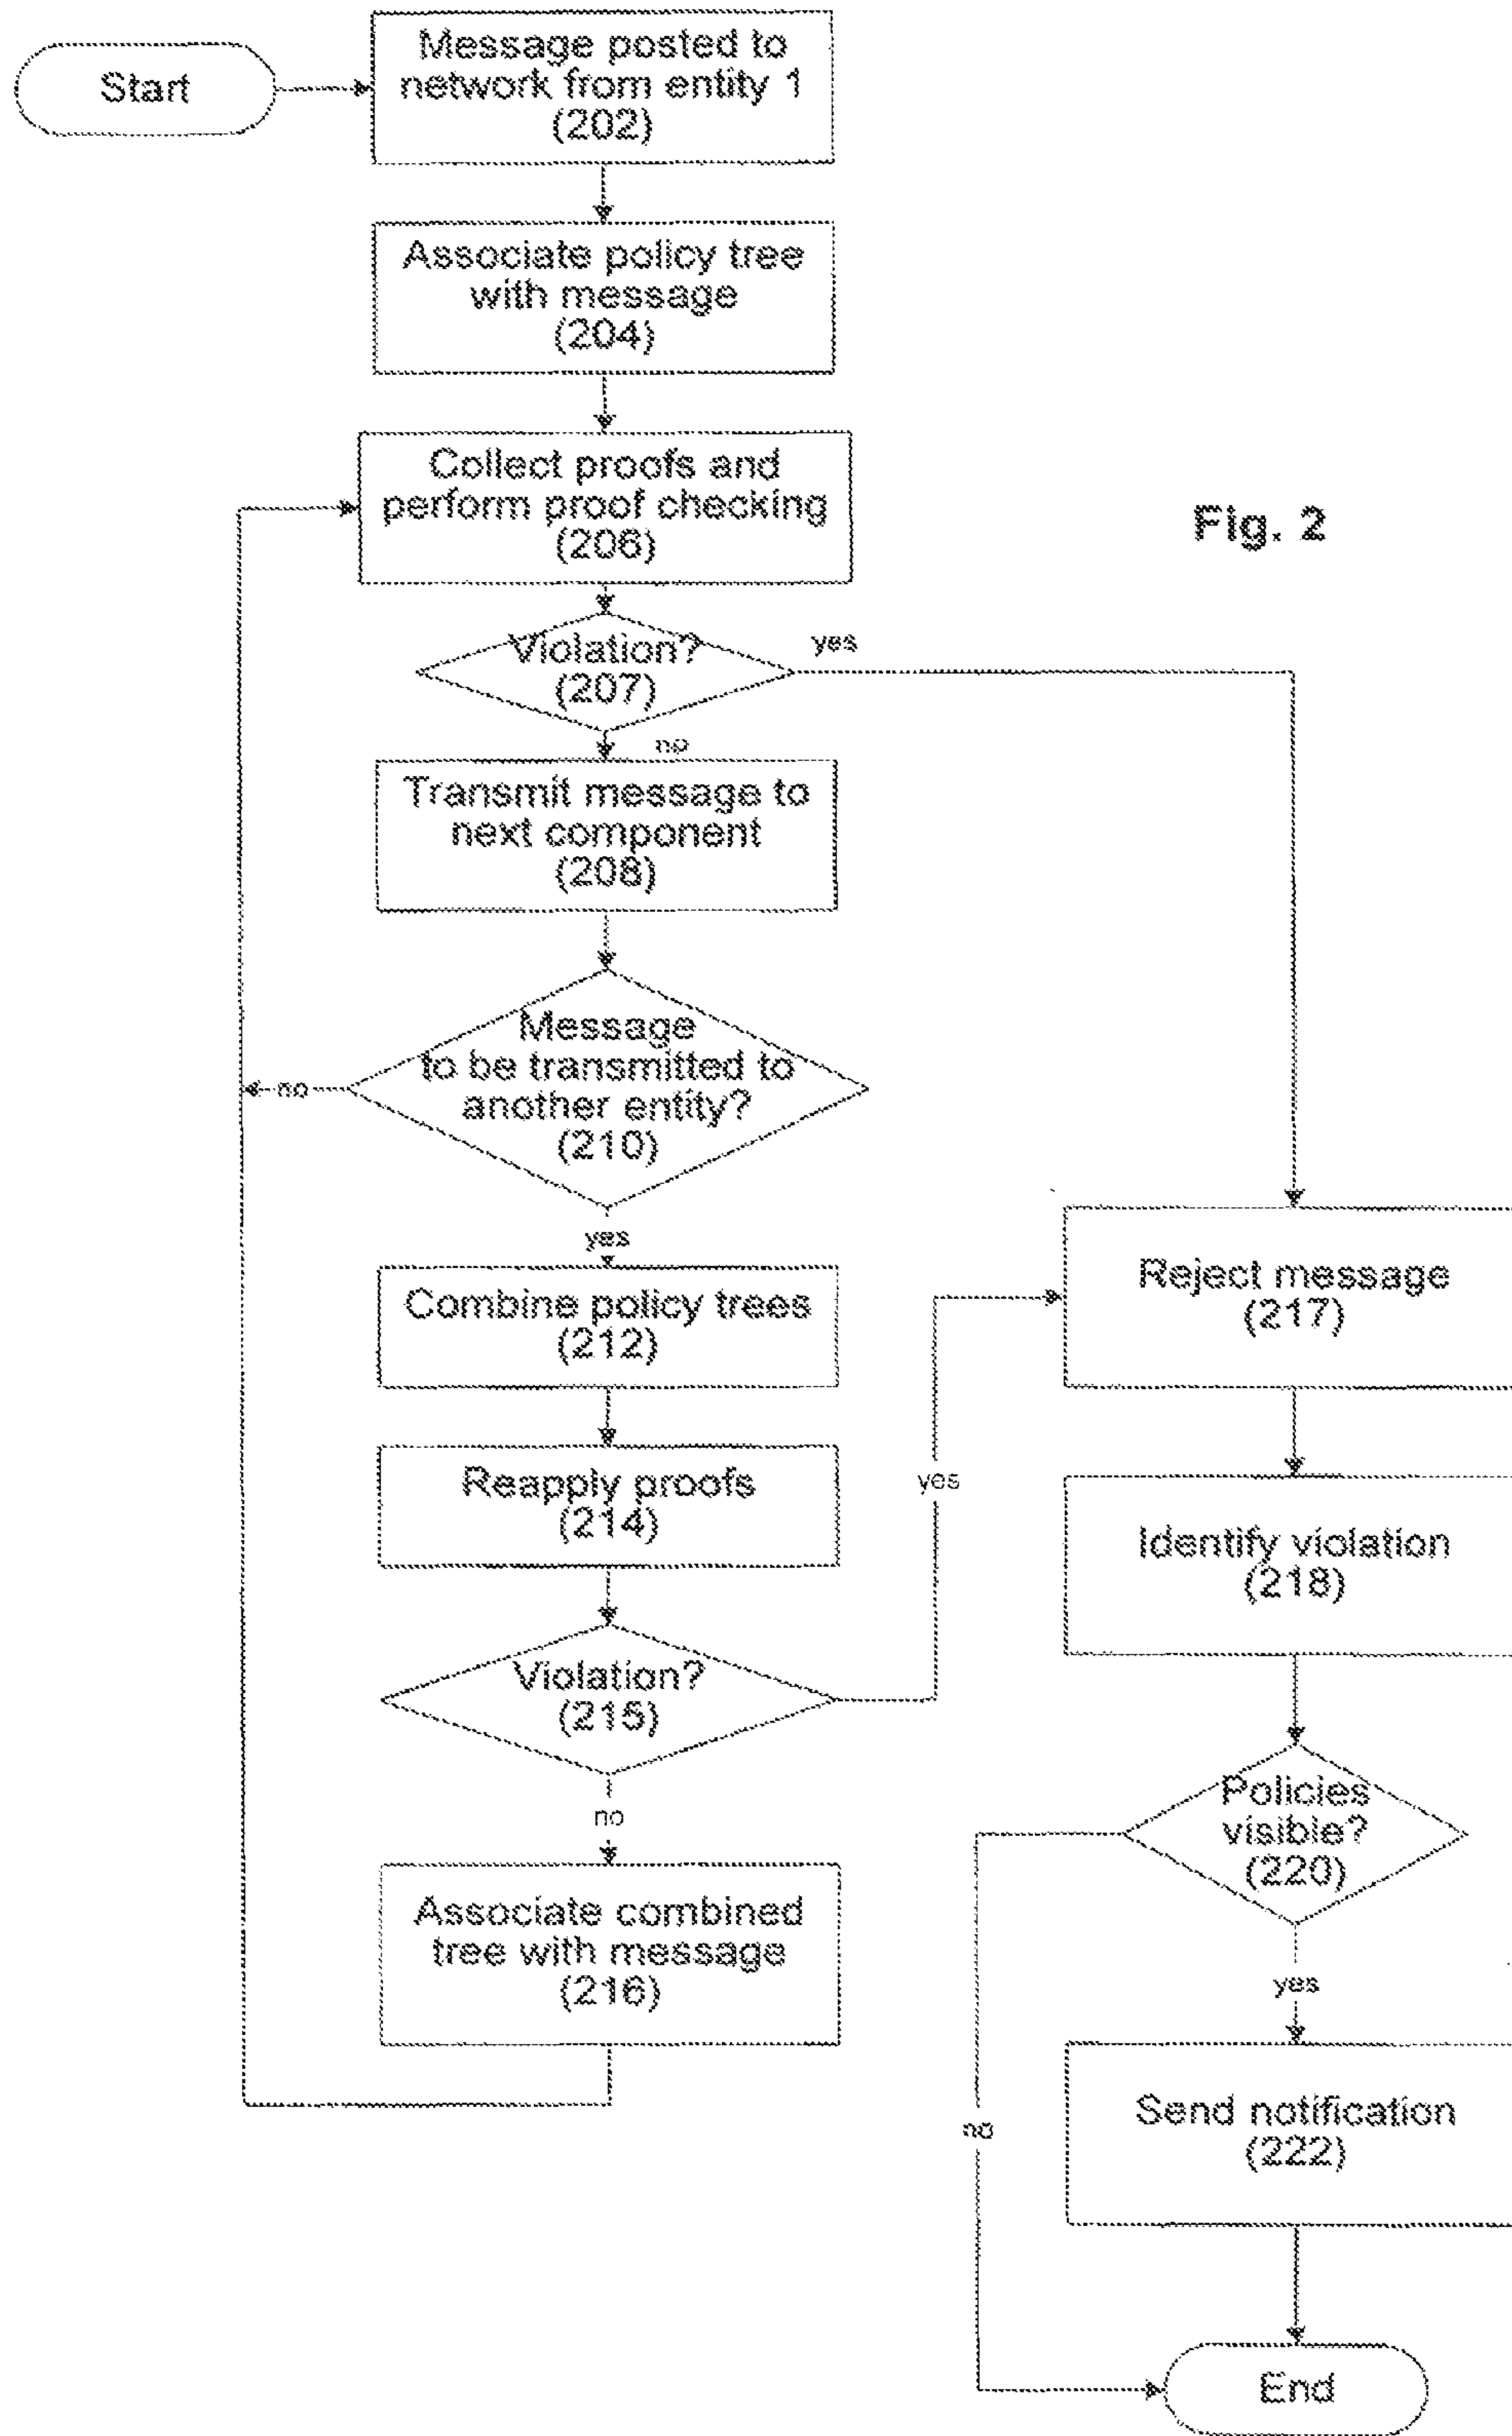 Start
Message posted to
network from entity 1
(202)
Associate policy tree
with message
(204)
Collect proofs and
perform proof checking
(206)
Fig. 2
Violation?
(207)
yes
no
Transmit message to
next component
(208)
Message
to be transmitted to
another entity?
(210)
no
yes
Combine policy trees
(212)
Reapply proofs
(214)
Violation?
(215)
yes
no
Associate combined
tree with message
(216)
Reject message
(217)
Identify violation
(218)
Policies
visible?
(220)
yes
no
Send notification
(222)
End